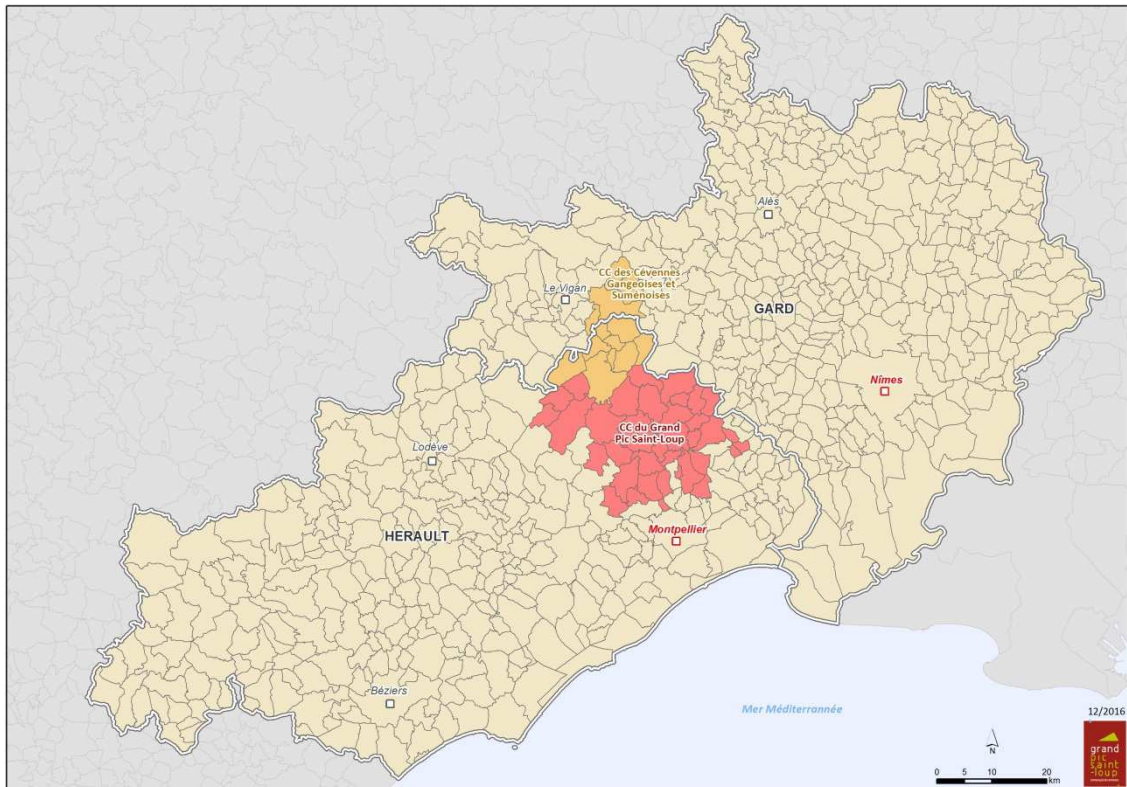 Alès
CC des Cévennes
Gangeoises et
Suménoises
Le Vigan
GARD
Nîmes
CC du Grand
Pic Saint-Loup
Lodève
Montpellier
HERAULT
Béziers
Mer Méditerrannée
12/2016
grand
pic
saint
-loup
N
0 5 10 20
km